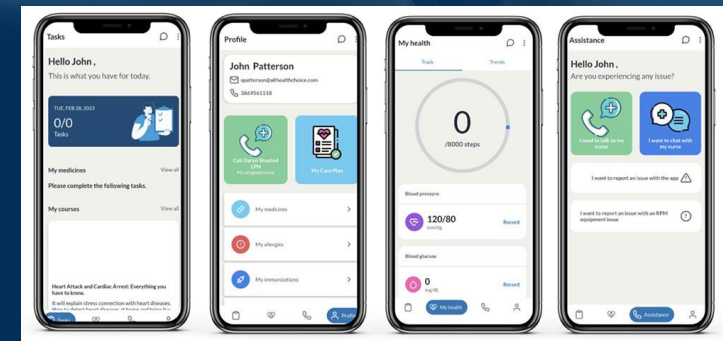 Tasks
Hello John ,
This is what you have for today.
TUE, FEB 28, 2023
0/0
Tasks
My medicines
View all
Please complete the following tasks.
My courses
View all
Heart Attack and Cardiac Arrest: Everything you
have to know.
It will explain stress connection with heart diseases.
Tasks
Profile
John Patterson
spatterson@allhealthchoice.com
3869561118
Call Daren Shavted
LPN
My assigned nurse
My Care Plan
My medicines
My allergies
My immunizations
Profile
My health
Track
Trends
0
/8000 steps
Blood pressure
120/80
mmHg
Record
Blood glucose
0
mg/dL
Record
My health
Assistance
Hello John ,
Are you experiencing any issue?
I need to talk to my
nurse
I want to chat with
my nurse
I want to report an issue with the app
I want to report an issue with an RPM
equipment issue
Assistance